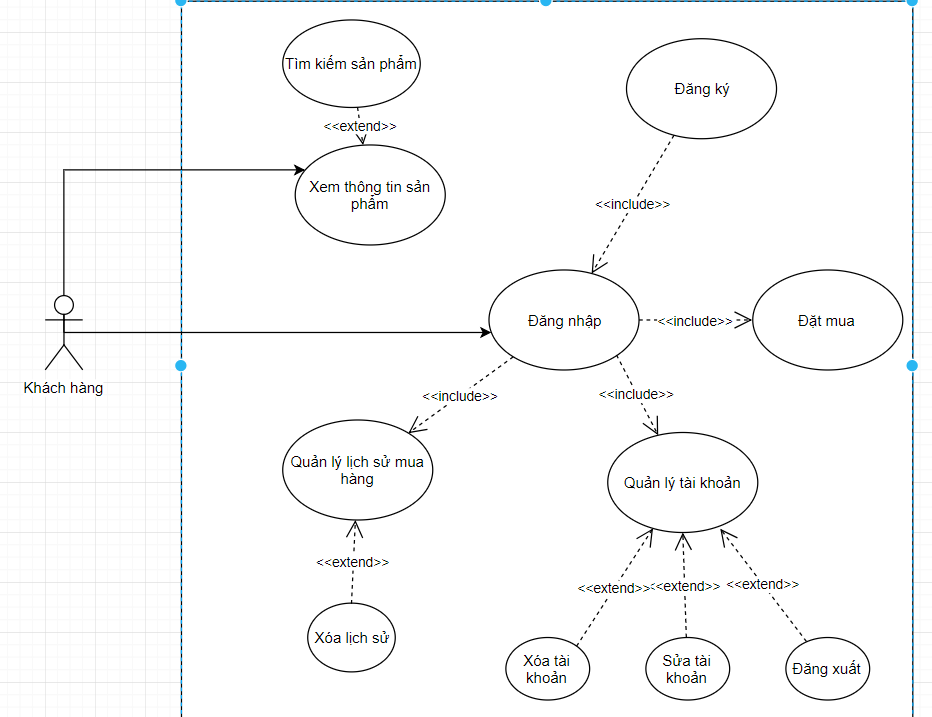 Tìm kiếm sản phẩm
Đăng ký
<<extend>>
Xem thông tin sản
phẩm
<<include>>
Đăng nhập
<<include>>
Đặt mua
Khách hàng
<<include>>
<<include>>
Quản lý lịch sử mua
hàng
Quản lý tài khoản
<<extend>>
<<extend>>
<<extend>>
<<extend>>
Xóa lịch sử
Xóa tài
khoản
Sửa tài
khoản
Đăng xuất